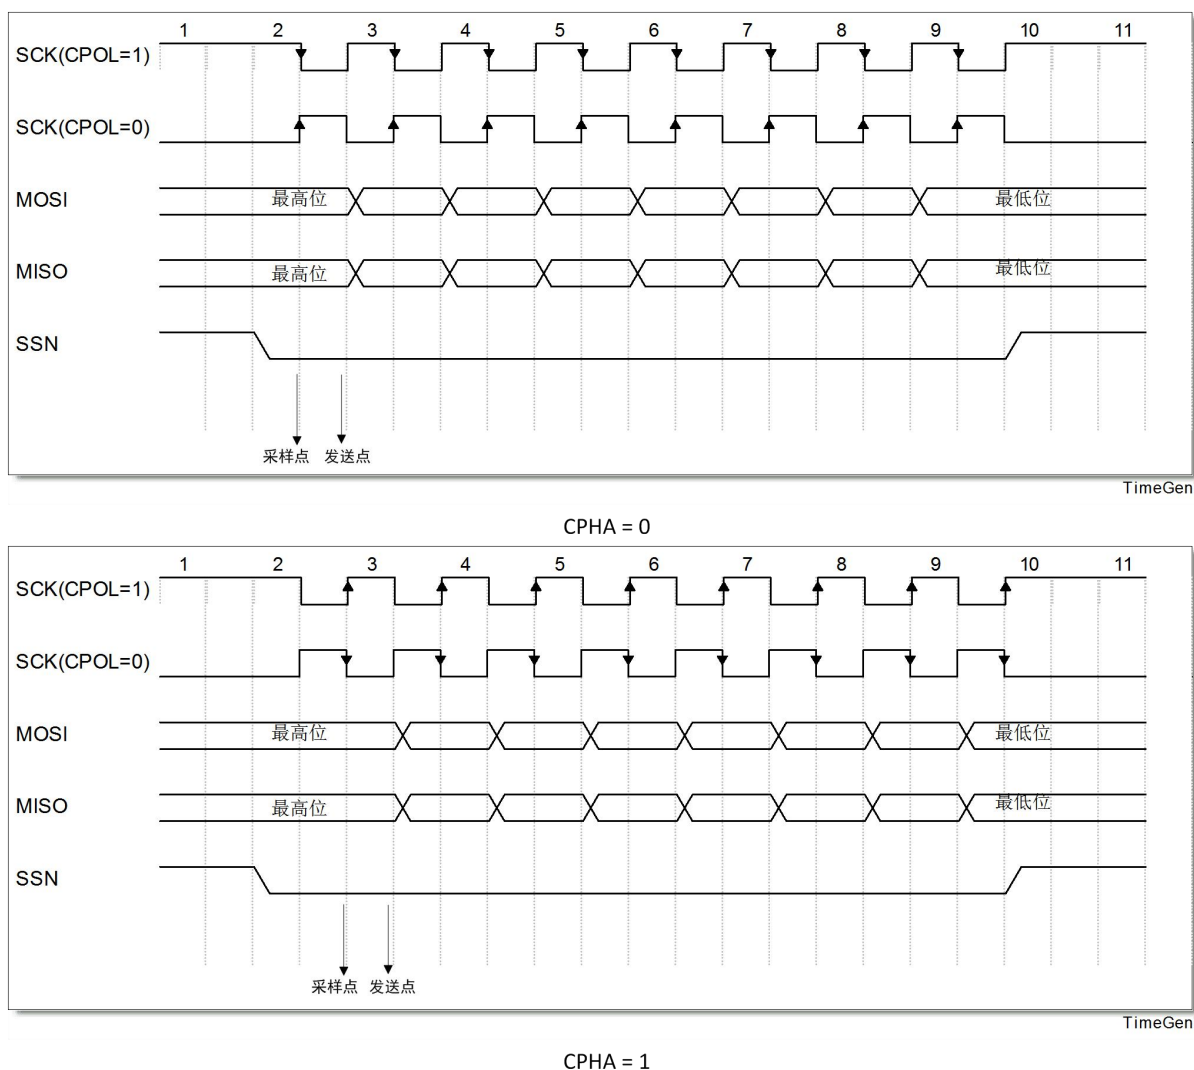 1 2 3 4 5 6 7 8 9 10 11
SCK(CPOL=1)
SCK(CPOL=0)
MOSI 最高位 最低位
MISO 最高位 最低位
SSN
采样点 发送点
TimeGen
CPHA = 0
1 2 3 4 5 6 7 8 9 10 11
SCK(CPOL=1)
SCK(CPOL=0)
MOSI 最高位 最低位
MISO 最高位 最低位
SSN
采样点 发送点
TimeGen
CPHA = 1